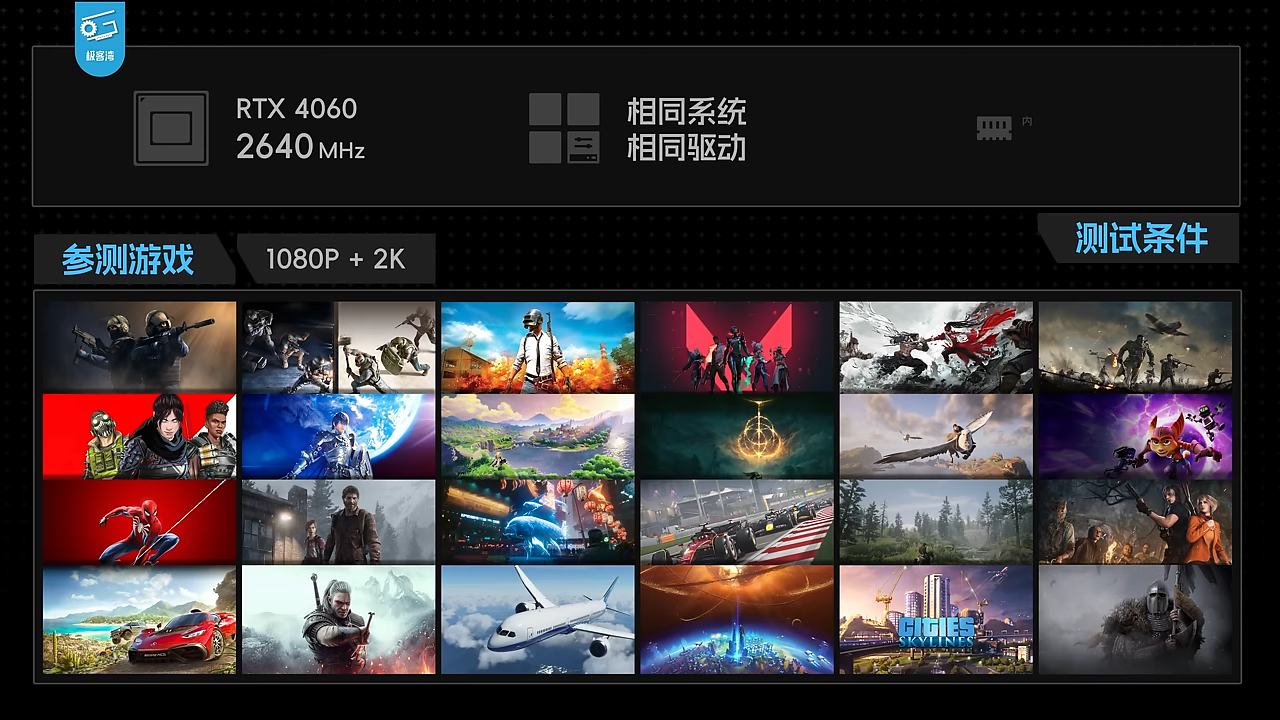 极客湾
RTX 4060
2640 MHz
相同系统
相同驱动
内
测试条件
参测游戏
1080P + 2K
CITIES
SKYLINES